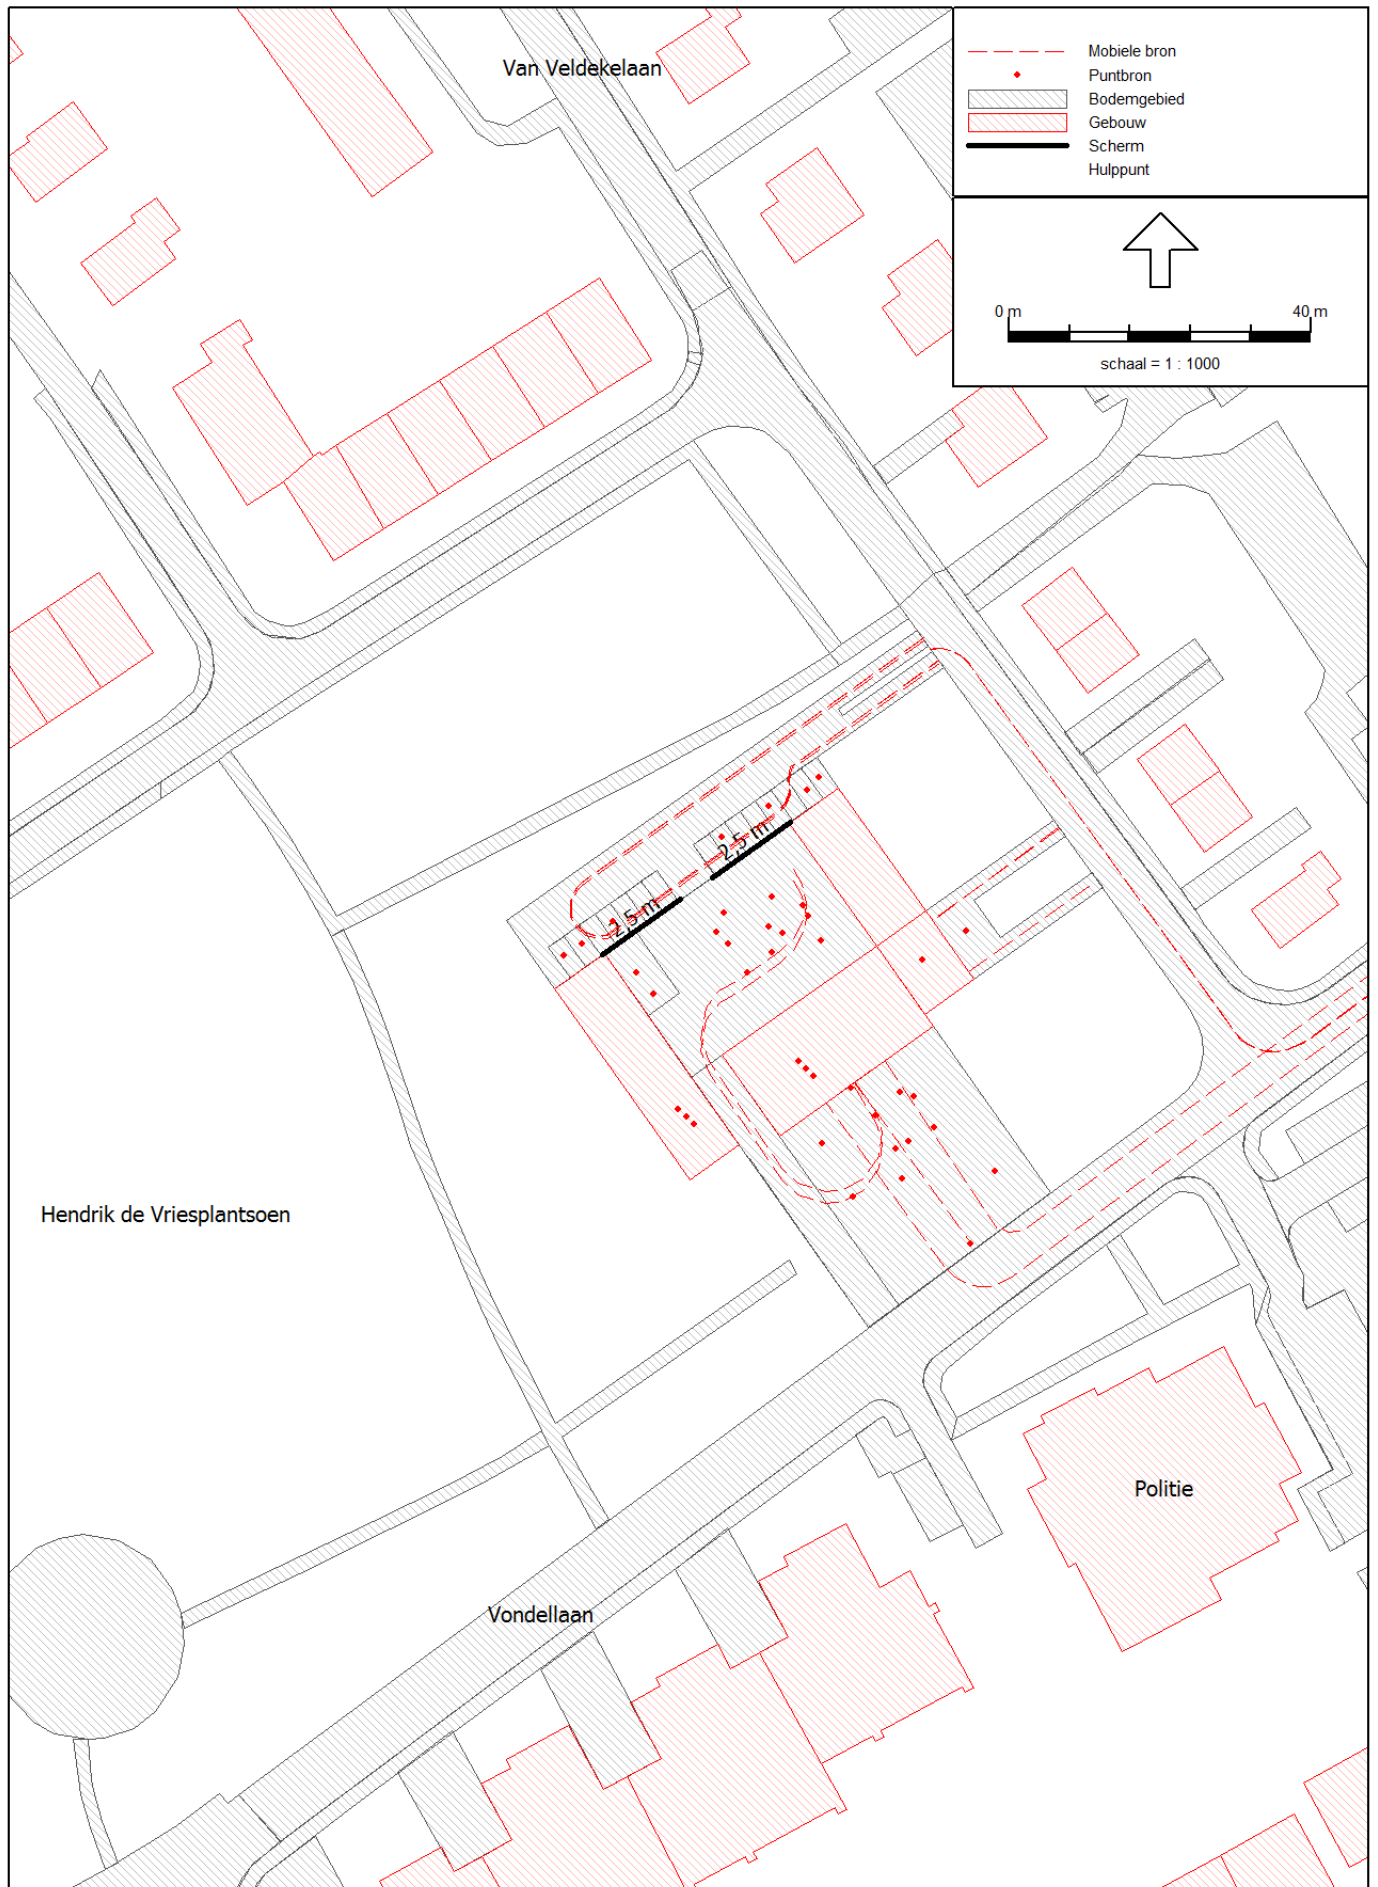 Van Veldekelaan
Mobiele bron
Puntbron
Bodemgebied
Gebouw
Scherm
Hulppunt
0 m
40 m
schaal = 1 : 1000
2,5 m
2,5 m
Hendrik de Vriesplantsoen
Politie
Vondellaan